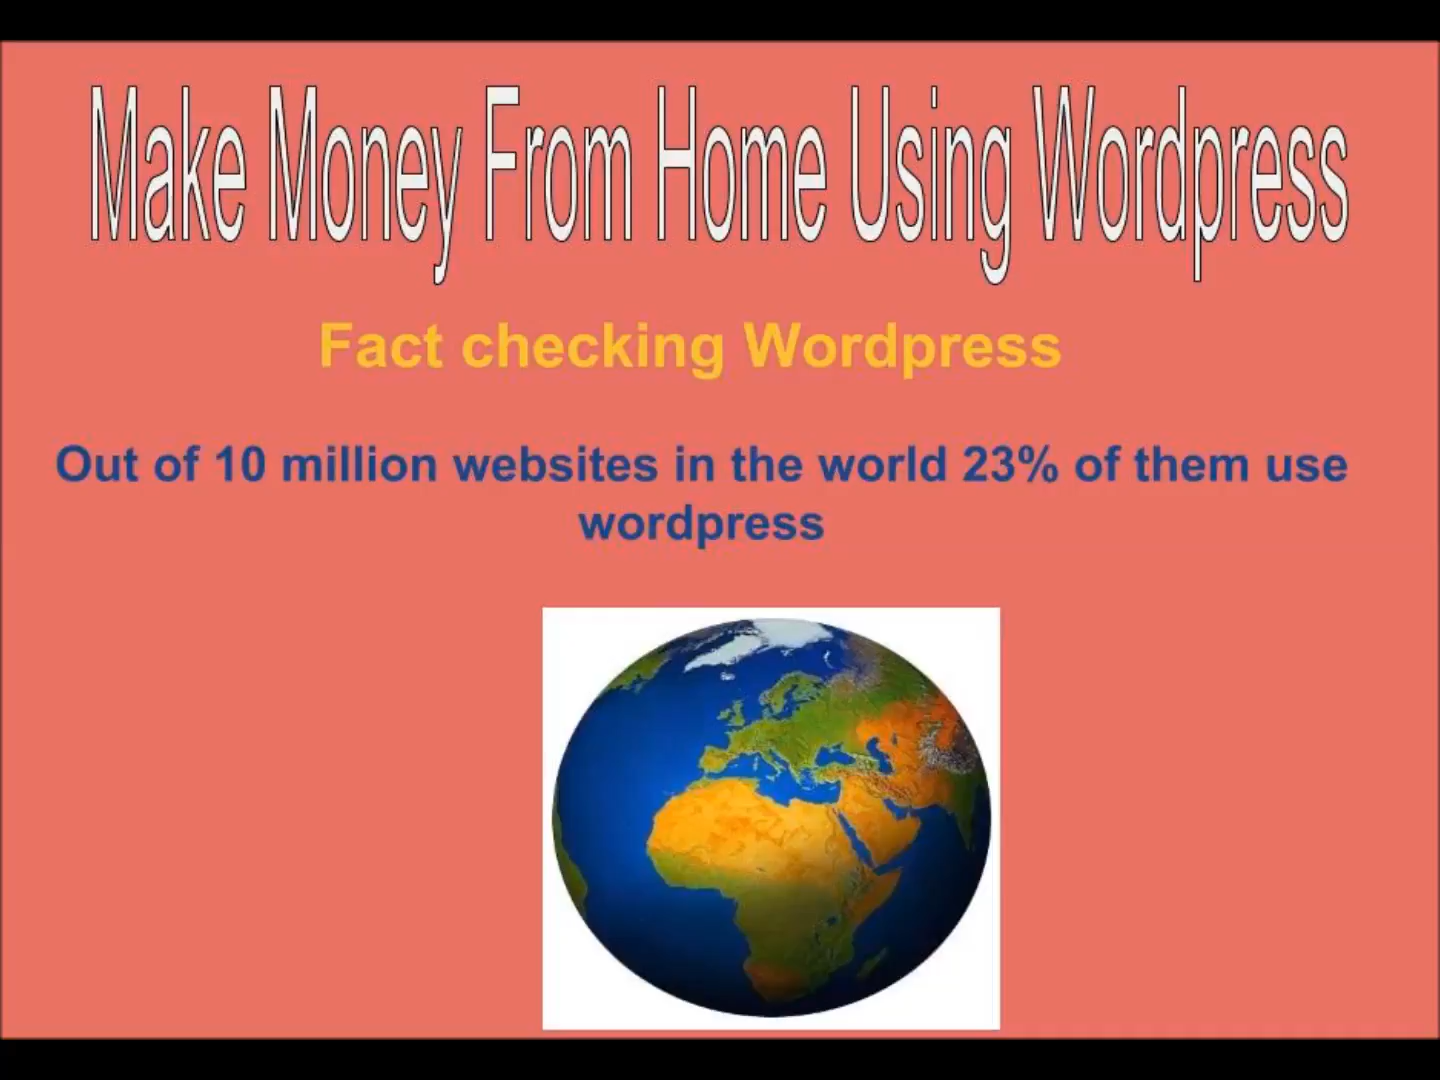 Make Money From Home Using Wordpress
Fact checking Wordpress
Out of 10 million websites in the world 23% of them use
wordpress